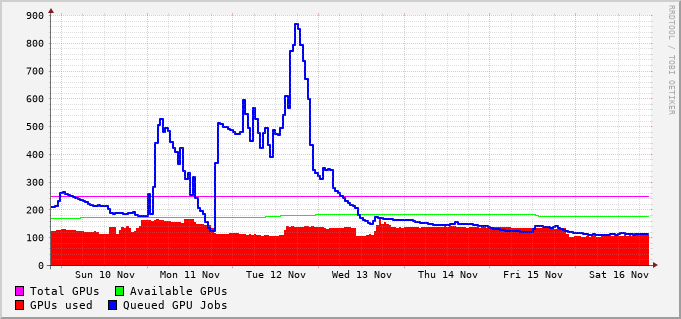 RRDTOOL / TOBI OETIKER
900
800
700
600
500
400
300
200
100
0
Sun 10 Nov Mon 11 Nov Tue 12 Nov Wed 13 Nov Thu 14 Nov Fri 15 Nov Sat 16 Nov
Total GPUs Available GPUs
GPUs used Queued GPU Jobs